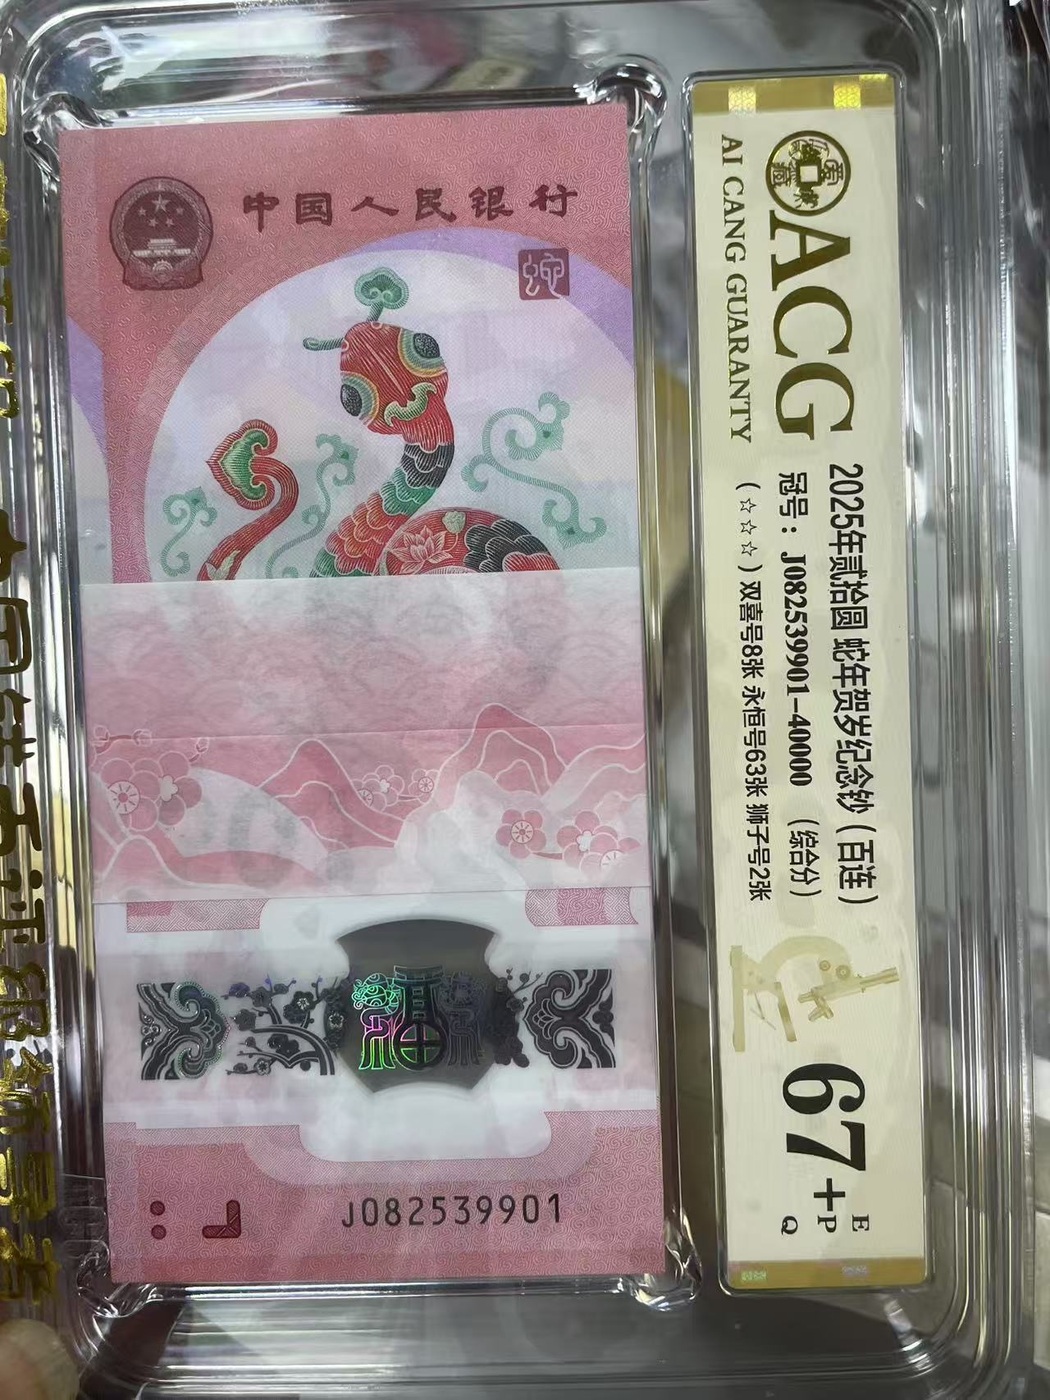 中国人民银行
蛇
J082539901
ACG
AI CANG GUARANTY
2025年贰拾圆 蛇年贺岁纪念钞（百连）
冠号：J082539901-40000 （综合分）
（☆☆☆）双喜号8张 永恒号63张 狮子号2张
67+
E
P
Q